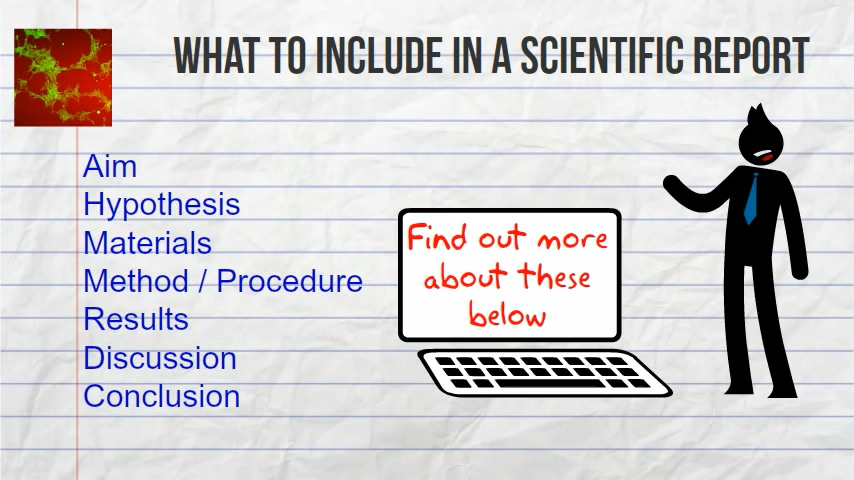 WHAT TO INCLUDE IN A SCIENTIFIC REPORT
Aim
Hypothesis
Materials
Method / Procedure
Results
Discussion
Conclusion
Find out more
about these
below